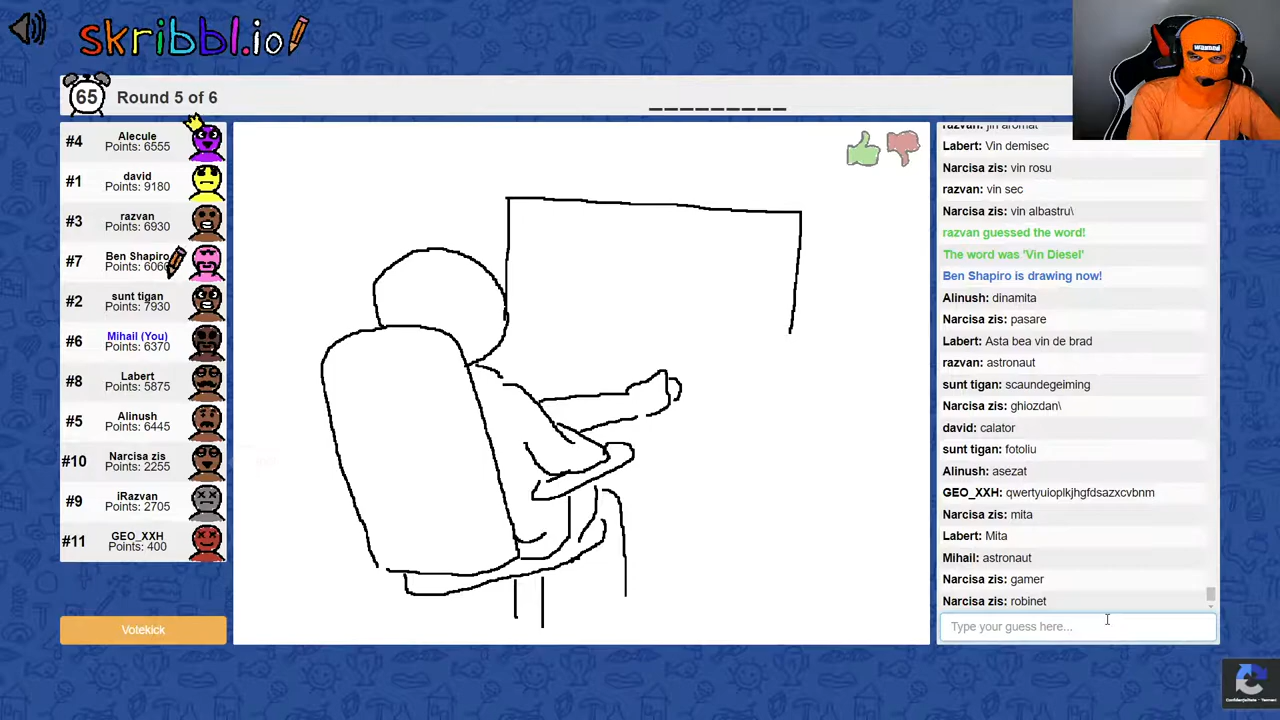 skribbl.io
65
Round 5 of 6
_ _ _ _ _ _ _ _ _
wanted
#4 Alecule
Points: 6555
#1 david
Points: 9180
#3 razvan
Points: 6930
#7 Ben Shapiro
Points: 6060
#2 sunt tigan
Points: 7930
#6 Mihail (You)
Points: 6370
#8 Labert
Points: 5875
#5 Alinush
Points: 6445
#10 Narcisa zis
Points: 2255
#9 iRazvan
Points: 2705
#11 GEO_XXH
Points: 400
Votekick
razvan: jin aromat
Labert: Vin demisec
Narcisa zis: vin rosu
razvan: vin sec
Narcisa zis: vin albastru\
razvan guessed the word!
The word was 'Vin Diesel'
Ben Shapiro is drawing now!
Alinush: dinamita
Narcisa zis: pasare
Labert: Asta bea vin de brad
razvan: astronaut
sunt tigan: scaundegeiming
Narcisa zis: ghiozdan\
david: calator
sunt tigan: fotoliu
Alinush: asezat
GEO_XXH: qwertyuioplkjhgfdsazxcvbnm
Narcisa zis: mita
Labert: Mita
Mihail: astronaut
Narcisa zis: gamer
Narcisa zis: robinet
Type your guess here...